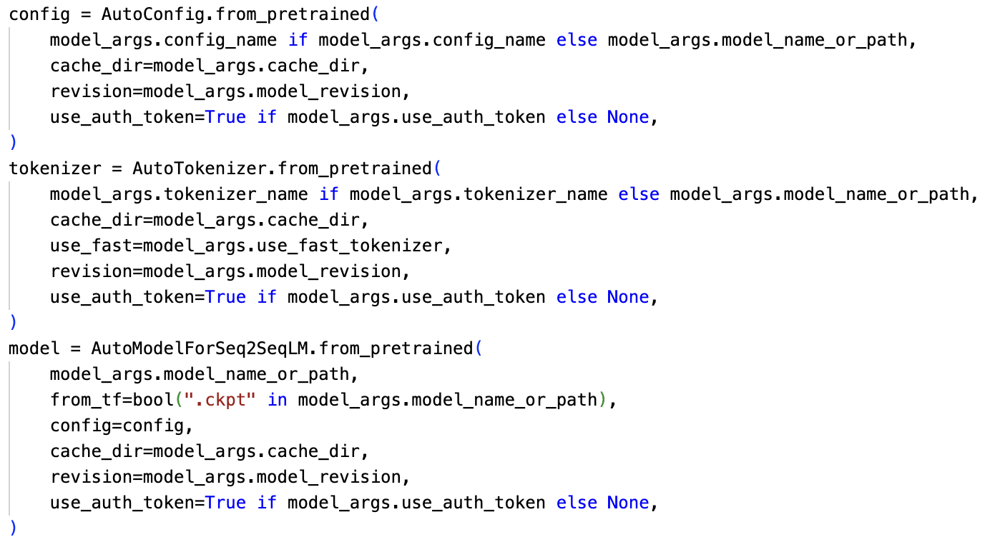 config = AutoConfig.from_pretrained(
    model_args.config_name if model_args.config_name else model_args.model_name_or_path,
    cache_dir=model_args.cache_dir,
    revision=model_args.model_revision,
    use_auth_token=True if model_args.use_auth_token else None,
)
tokenizer = AutoTokenizer.from_pretrained(
    model_args.tokenizer_name if model_args.tokenizer_name else model_args.model_name_or_path,
    cache_dir=model_args.cache_dir,
    use_fast=model_args.use_fast_tokenizer,
    revision=model_args.model_revision,
    use_auth_token=True if model_args.use_auth_token else None,
)
model = AutoModelForSeq2SeqLM.from_pretrained(
    model_args.model_name_or_path,
    from_tf=bool(".ckpt" in model_args.model_name_or_path),
    config=config,
    cache_dir=model_args.cache_dir,
    revision=model_args.model_revision,
    use_auth_token=True if model_args.use_auth_token else None,
)